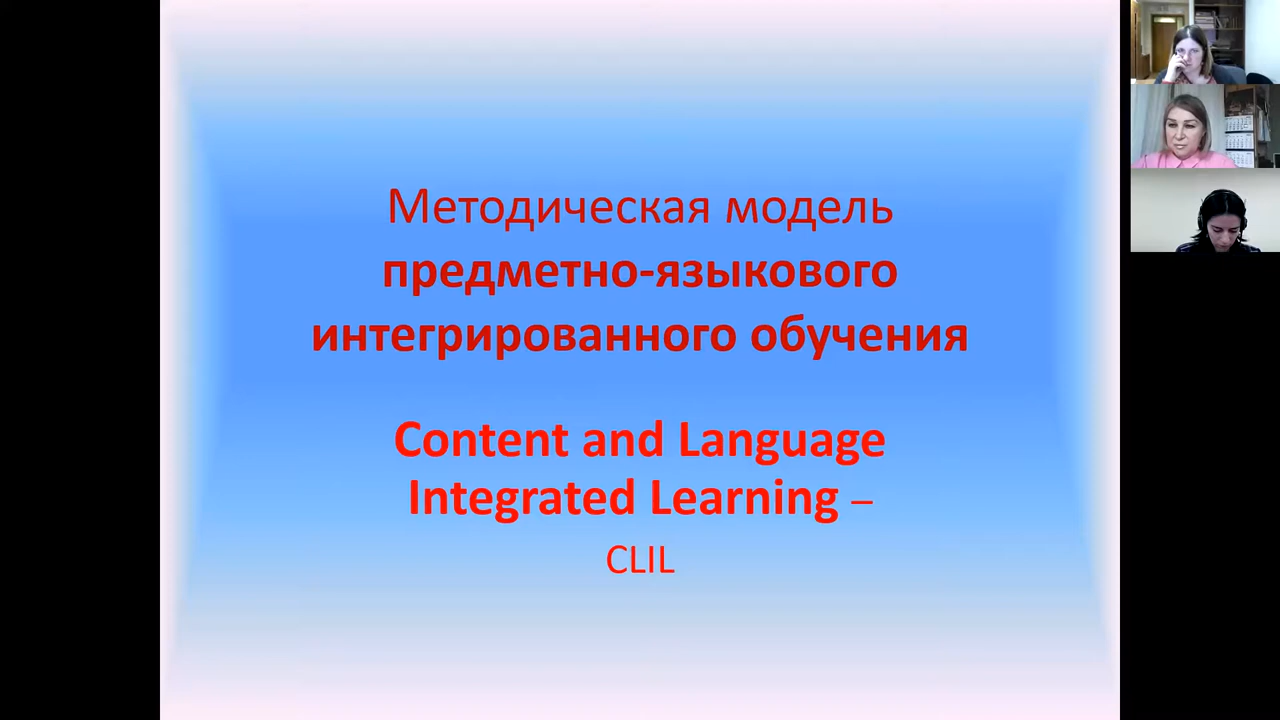 Методическая модель
предметно-языкового
интегрированного обучения
Content and Language
Integrated Learning –
CLIL